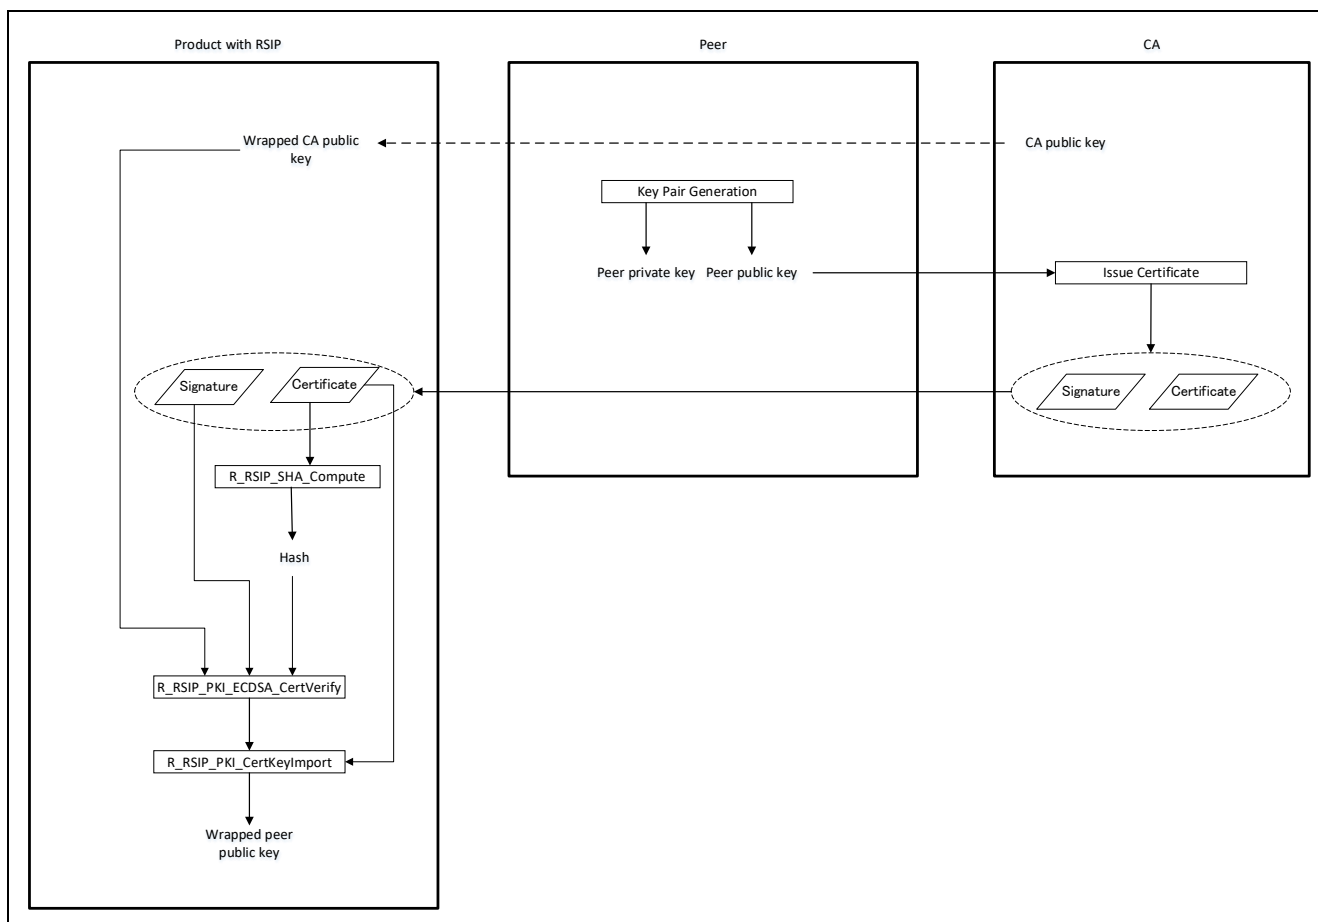 Product with RSIP
Peer
CA
Wrapped CA public
key
CA public key
Key Pair Generation
Peer private key
Peer public key
Issue Certificate
Signature
Certificate
Signature
Certificate
R_RSIP_SHA_Compute
Hash
R_RSIP_PKI_ECDSA_CertVerify
R_RSIP_PKI_CertKeyImport
Wrapped peer
public key